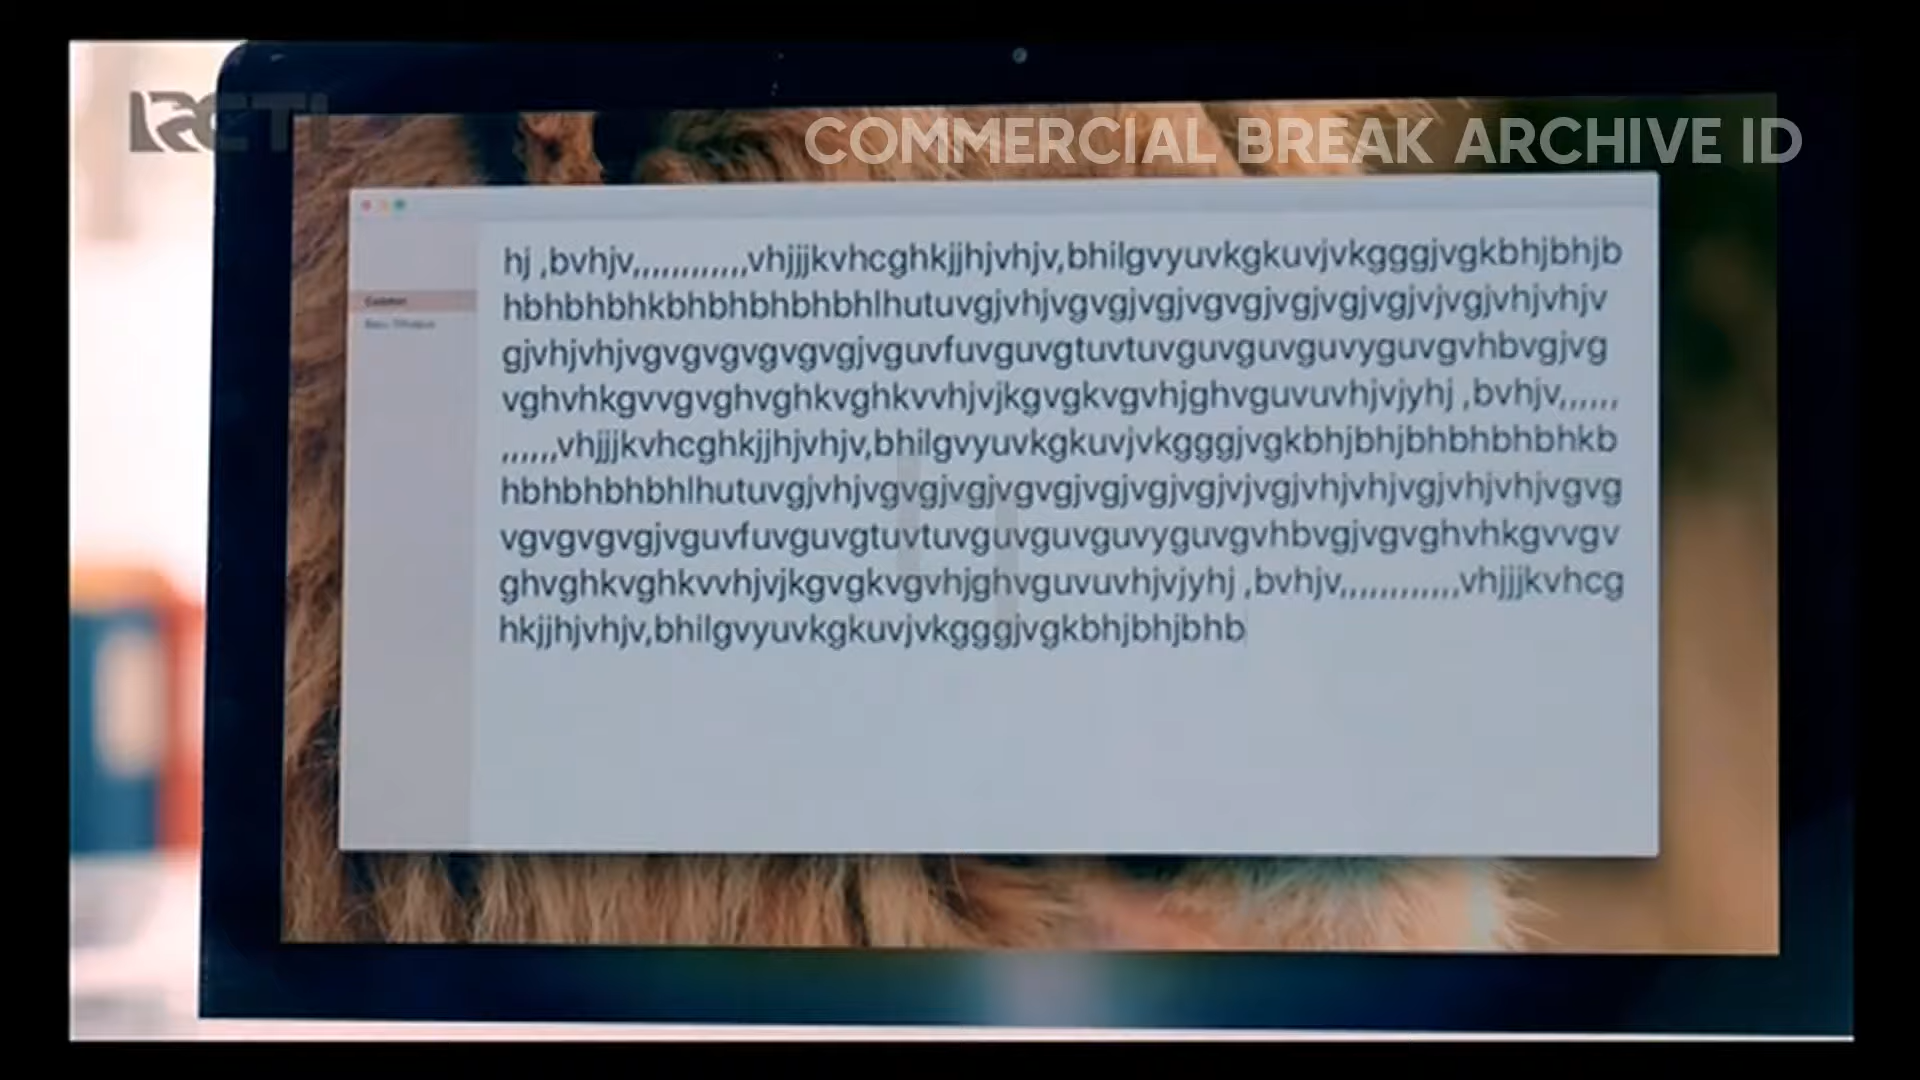 RCTI
COMMERCIAL BREAK ARCHIVE ID
hj ,bvhjv,,,,,,,,,,,,vhjjjkvhcghkjjhjvhjv,bhilgvyuvkgkuvjvkgggjvgkbhjbhjb
hbhbhbhkbhbhbhbhbhlhutuvgjvhjvgvgjvgjvgvgjvgjvgjvgjvjvgjvhjvhjv
gjvhjvhjvgvgvgvgvgvgjvguvfuvguvgtuvtuvguvguvguvyguvgvhbvgjvg
vghvhkgvvgvghvghkvghkvvhjvjkgvgkvgvhjghvguvuvhjvjyhj ,bvhjv,,,,,,
,,,,,,vhjjjkvhcghkjjhjvhjv,bhilgvyuvkgkuvjvkgggjvgkbhjbhjbhbhbhbhkb
hbhbhbhbhlhutuvgjvhjvgvgjvgjvgvgjvgjvgjvgjvjvgjvhjvhjvgjvhjvhjvgvg
vgvgvgvgjvguvfuvguvgtuvtuvguvguvguvyguvgvhbvgjvgvghvhkgvvgv
ghvghkvghkvvhjvjkgvgkvgvhjghvguvuvhjvjyhj ,bvhjv,,,,,,,,,,,,vhjjjkvhcg
hkjjhjvhjv,bhilgvyuvkgkuvjvkgggjvgkbhjbhjbhb